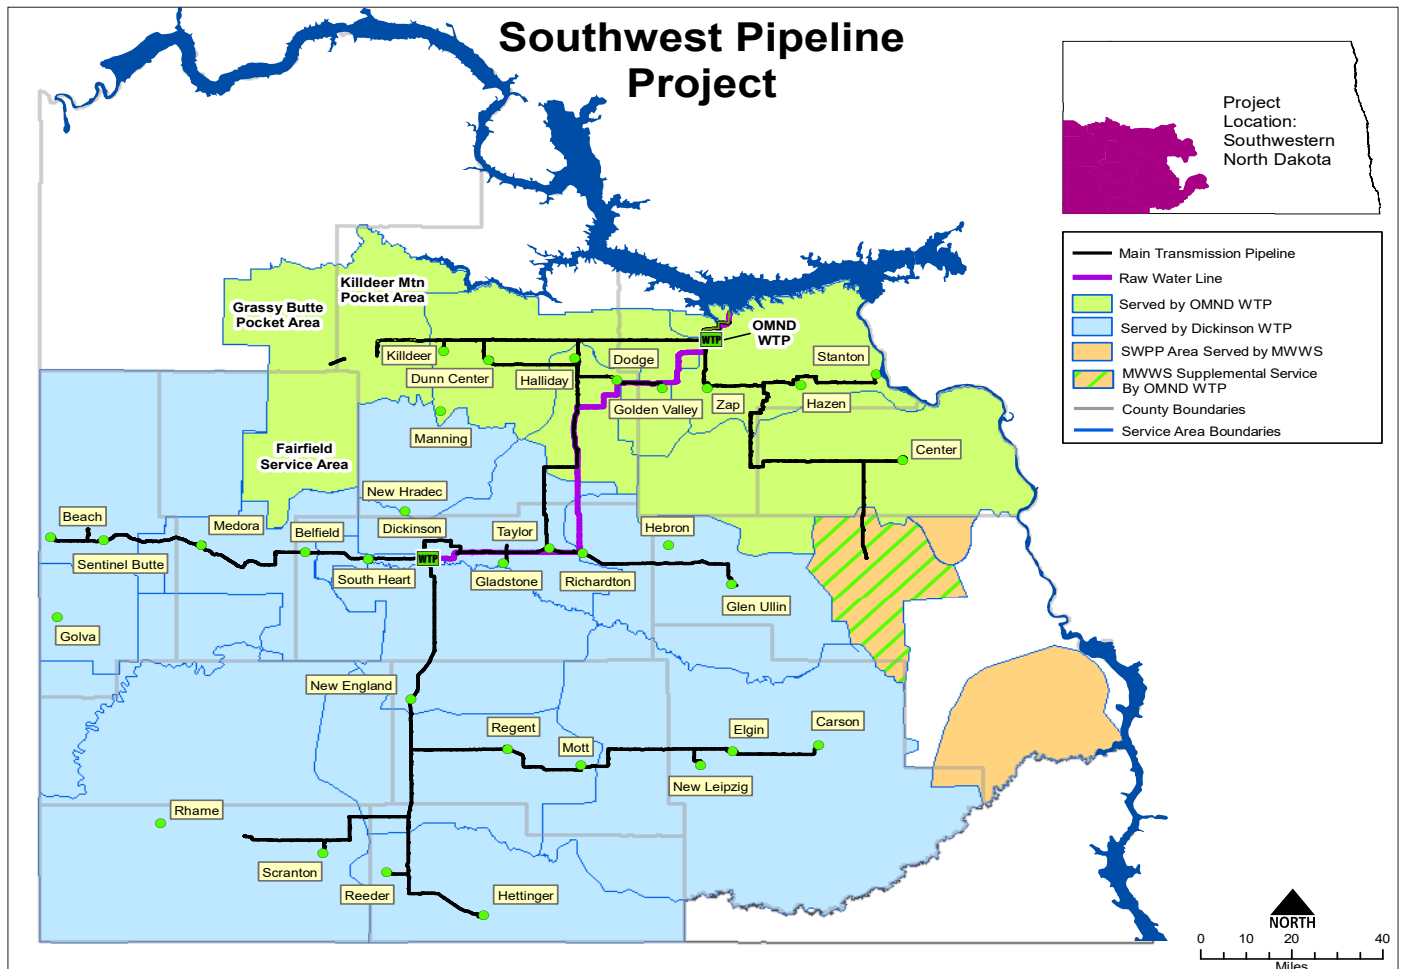 Southwest Pipeline
Project
Project
Location:
Southwestern
North Dakota
Main Transmission Pipeline
Raw Water Line
Served by OMND WTP
Served by Dickinson WTP
SWPP Area Served by MWWS
MWWS Supplemental Service
By OMND WTP
County Boundaries
Service Area Boundaries
Killdeer Mtn
Pocket Area
Grassy Butte
Pocket Area
OMND
WTP
WTP
Killdeer
Dodge
Stanton
Dunn Center
Halliday
Golden Valley
Zap
Hazen
Manning
Center
Fairfield
Service Area
New Hradec
Beach
Medora
Belfield
Dickinson
Taylor
Hebron
WTP
Sentinel Butte
South Heart
Gladstone
Richardton
Glen Ullin
Golva
New England
Regent
Mott
Elgin
Carson
New Leipzig
Rhame
Scranton
Reeder
Hettinger
NORTH
0 10 20 40
Miles